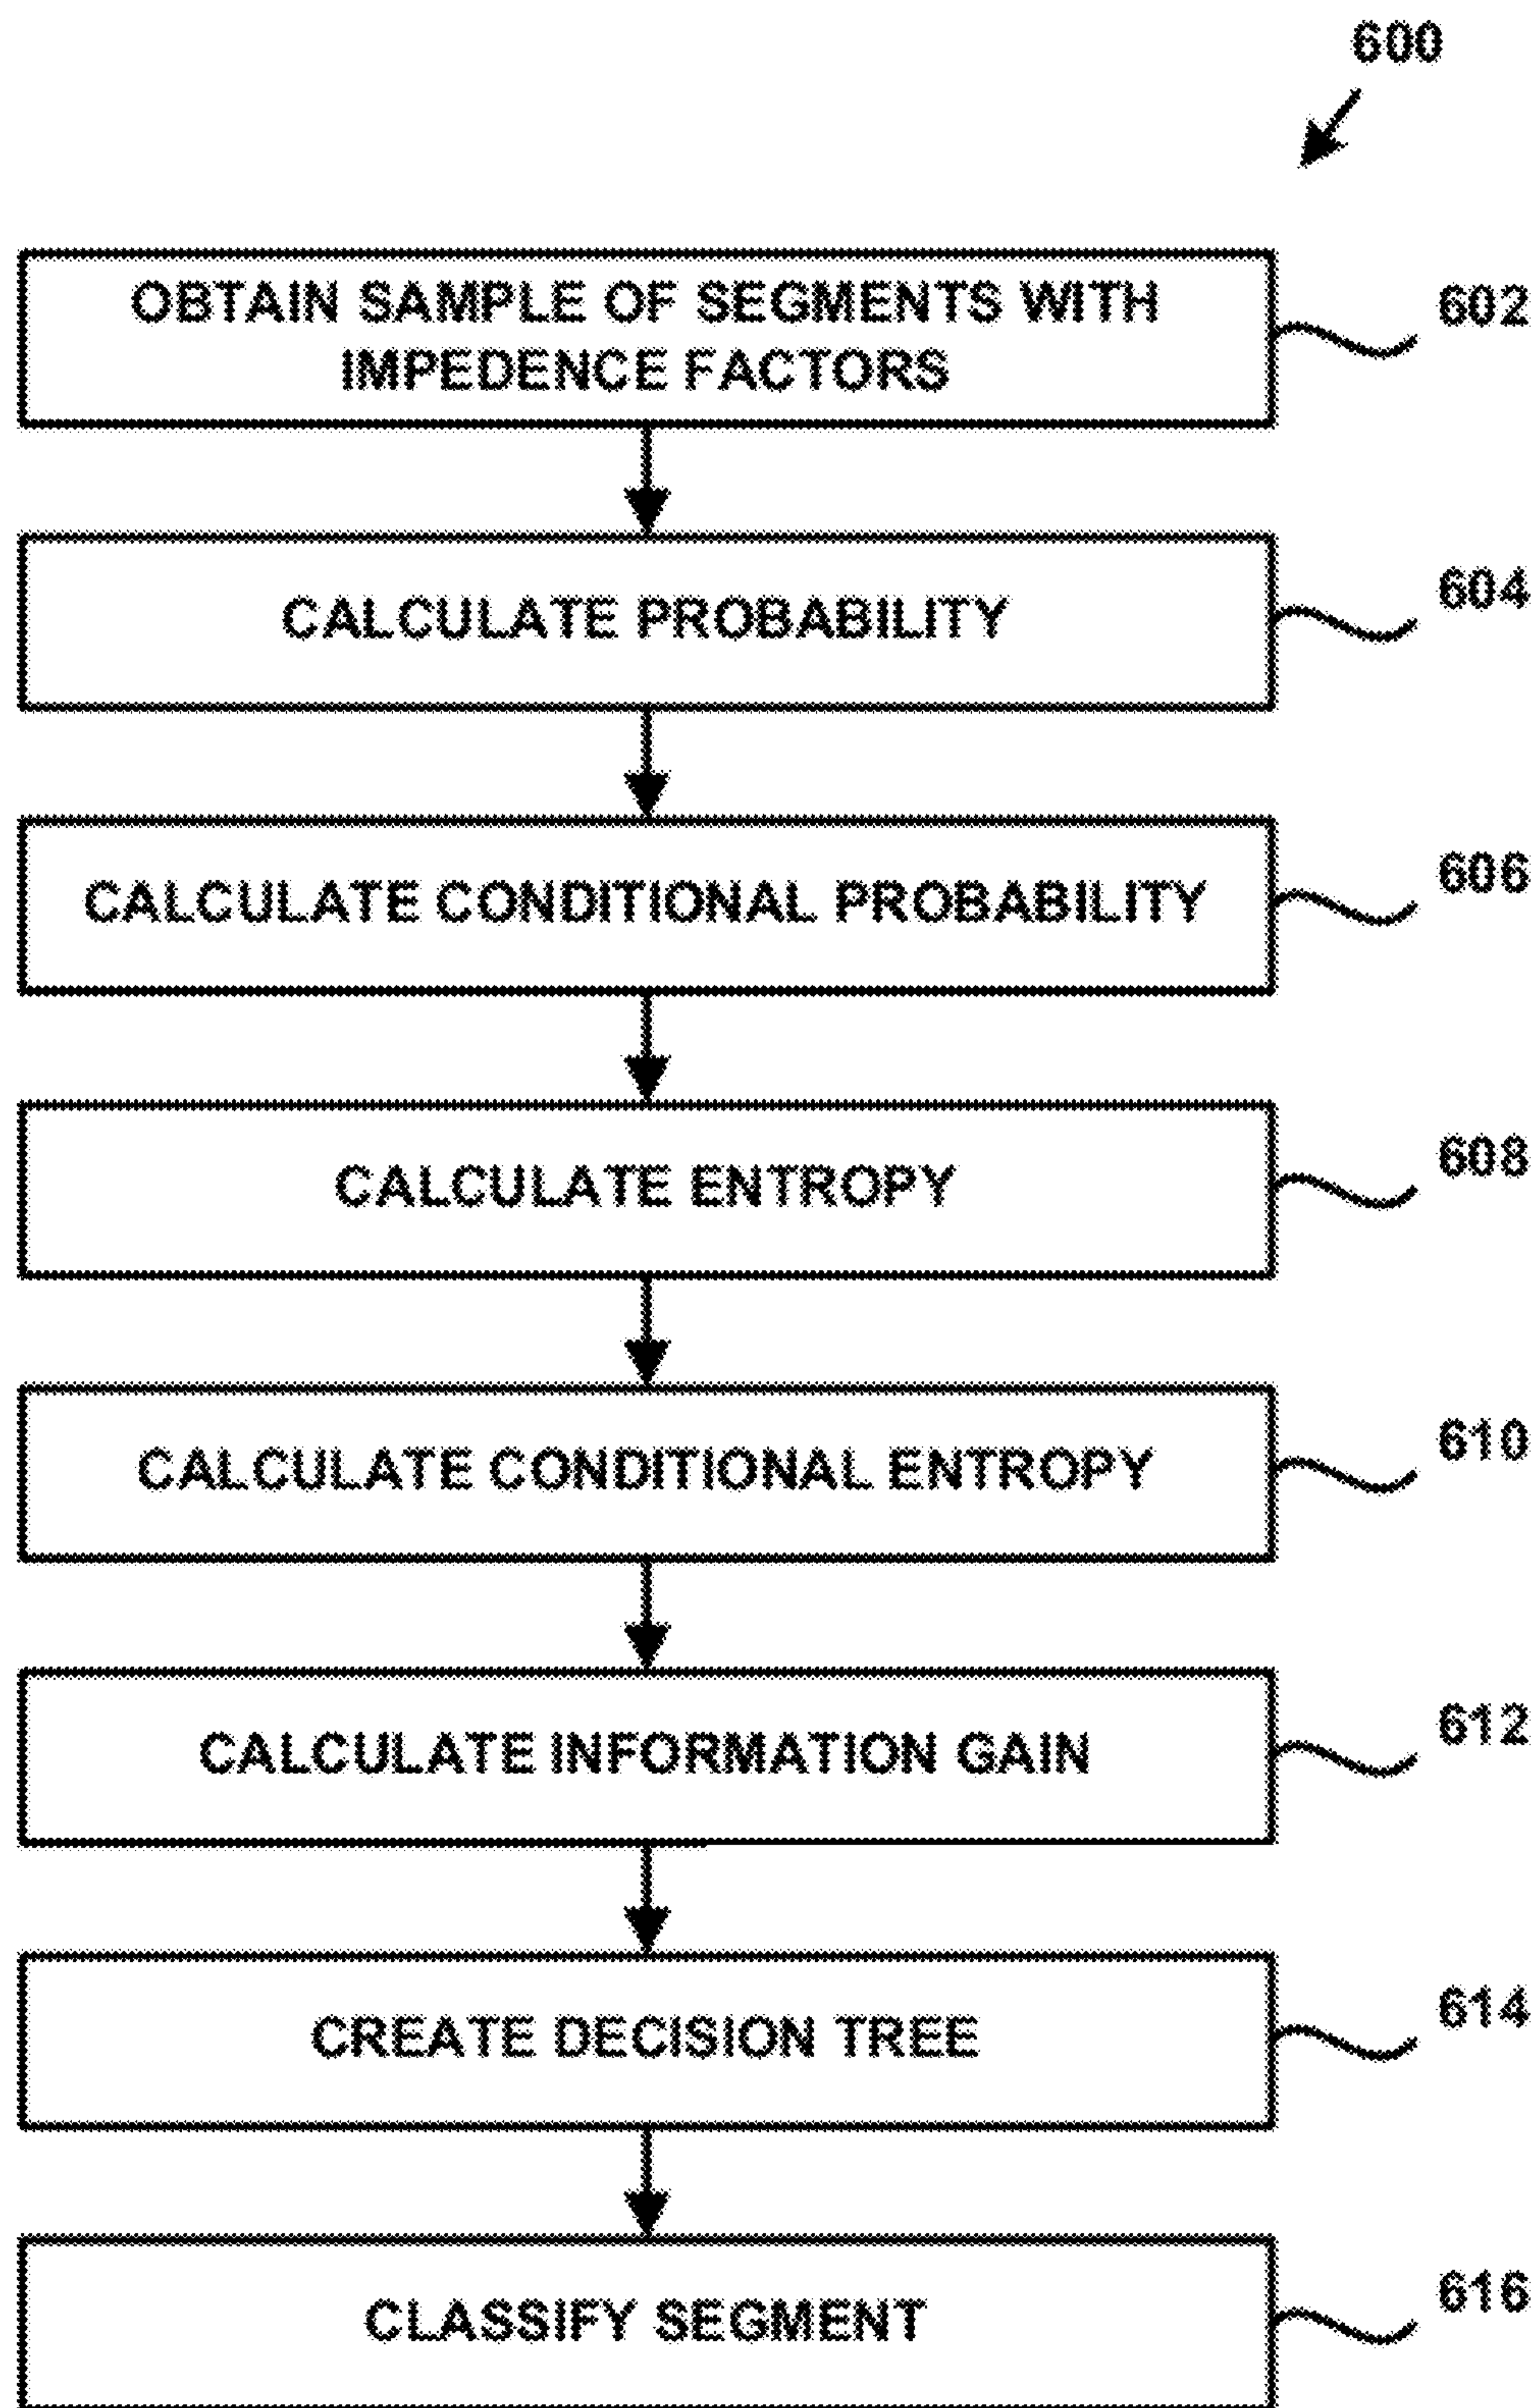 600
OBTAIN SAMPLE OF SEGMENTS WITH
IMPEDENCE FACTORS
602
CALCULATE PROBABILITY
604
CALCULATE CONDITIONAL PROBABILITY
606
CALCULATE ENTROPY
608
CALCULATE CONDITIONAL ENTROPY
610
CALCULATE INFORMATION GAIN
612
CREATE DECISION TREE
614
CLASSIFY SEGMENT
616